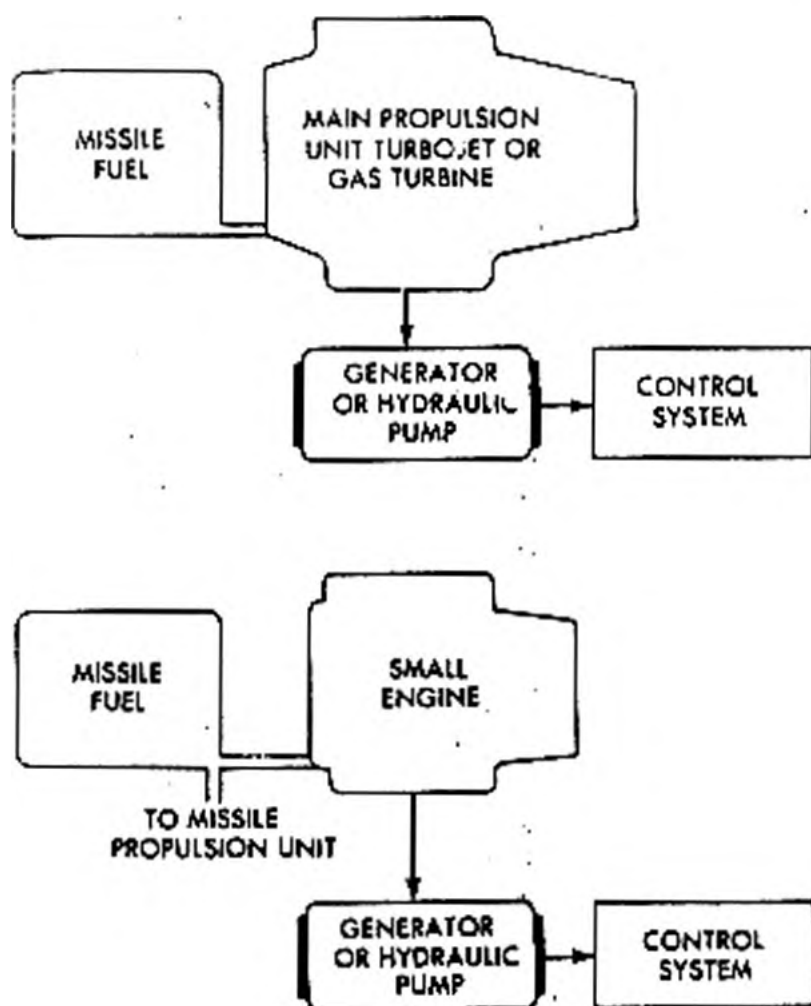 MISSILE
FUEL
MAIN PROPULSION
UNIT TURBOJET OR
GAS TURBINE
GENERATOR
OR HYDRAULIC
PUMP
CONTROL
SYSTEM
MISSILE
FUEL
SMALL
ENGINE
TO MISSILE
PROPULSION UNIT
GENERATOR
OR HYDRAULIC
PUMP
CONTROL
SYSTEM